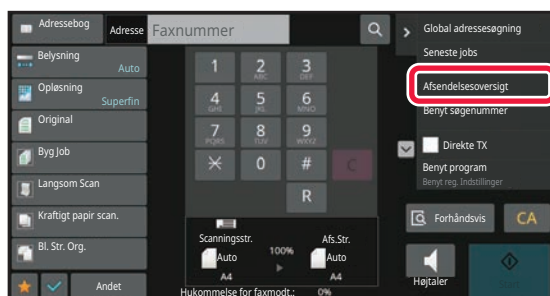 Adressebog
Adresse
Faxnummer
Belysning
Auto
Opløsning
Superfin
Original
Byg Job
Langsom Scan
Kraftigt papir scan.
Bl. Str. Org.
Andet
1
2
ABC
3
DEF
4
GHI
5
JKL
6
MNO
7
PQRS
8
TUV
9
WXYZ
0
#
C
R
Scanningsstr.
Auto
A4
100%
Afs.Str.
Auto
A4
Hukommelse for faxmodt.: 0%
Global adressesøgning
Seneste jobs
Afsendelsesoversigt
Benyt søgenummer
Direkte TX
Benyt program
Benyt reg. Indstillinger
Forhåndsvis
CA
Højtaler
Start